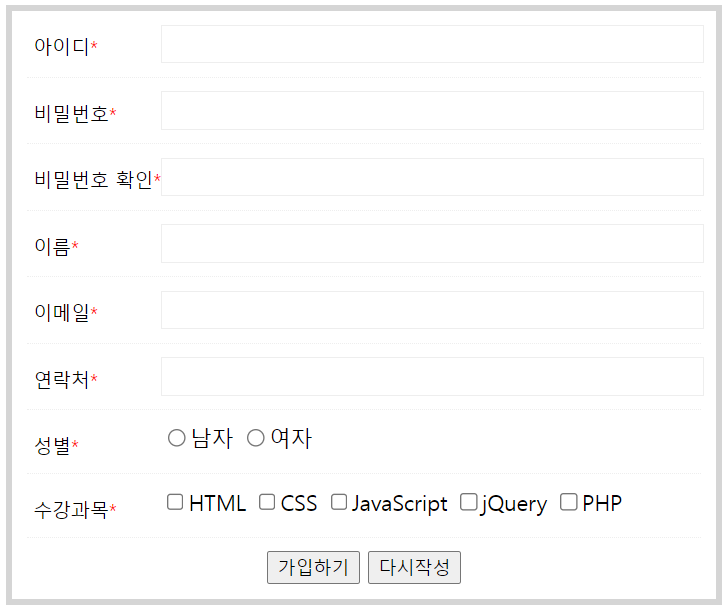 아이디*
비밀번호*
비밀번호 확인*
이름*
이메일*
연락처*
성별* 남자 여자
수강과목* HTML CSS JavaScript jQuery PHP
가입하기 다시작성